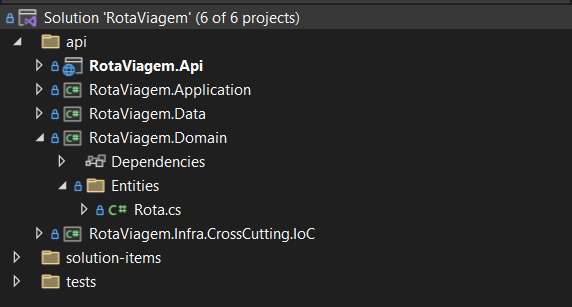 Solution 'RotaViagem' (6 of 6 projects)
api
RotaViagem.Api
C# RotaViagem.Application
C# RotaViagem.Data
C# RotaViagem.Domain
Dependencies
Entities
C# Rota.cs
C# RotaViagem.Infra.CrossCutting.IoC
solution-items
tests